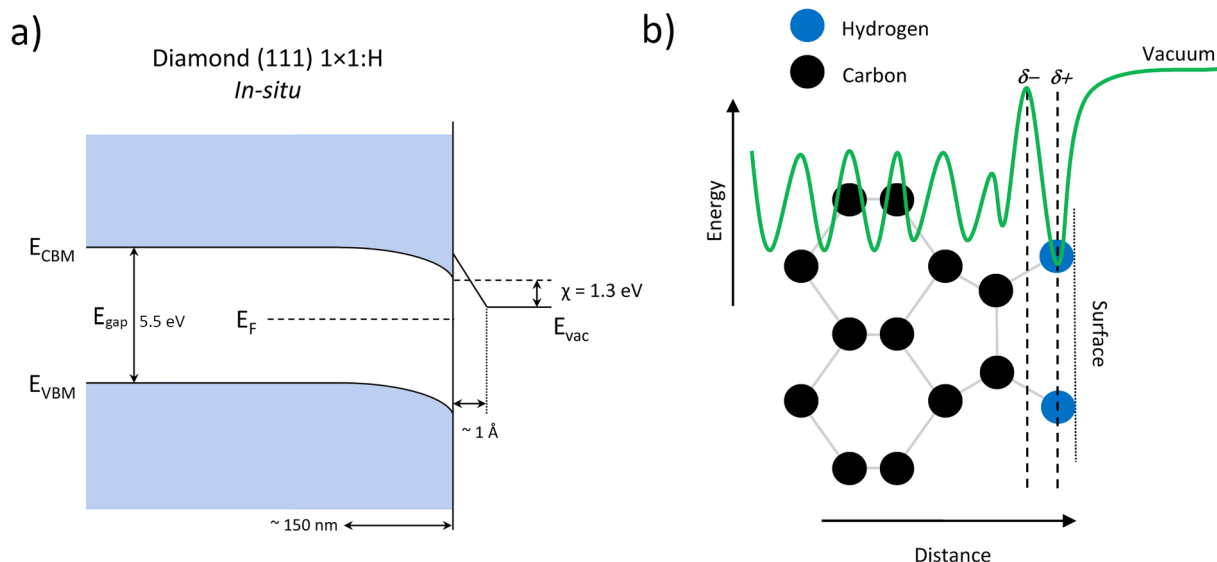 a)
Diamond (111) 1×1:H
In-situ
E_CBM
E_gap
5.5 eV
E_F
E_VBM
χ = 1.3 eV
E_vac
~ 1 Å
~ 150 nm
b)
Hydrogen
Carbon
Vacuum
δ−
δ+
Energy
Surface
Distance